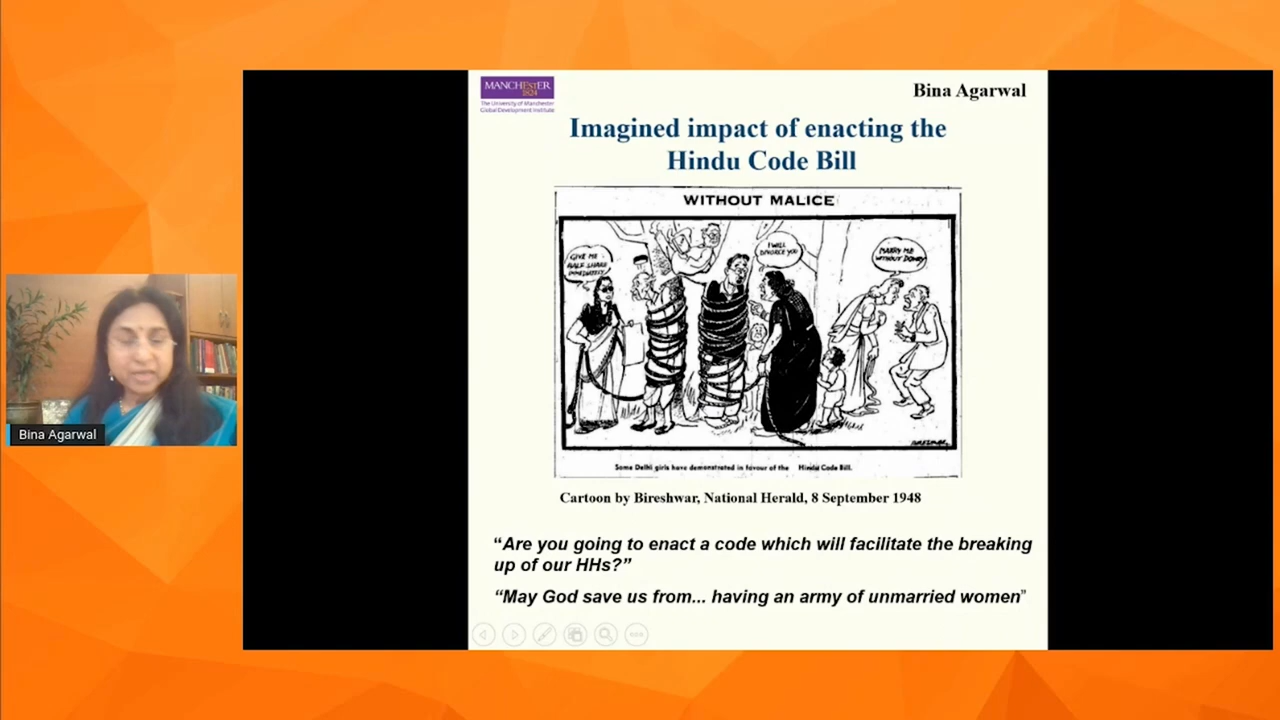 MANCHESTER
1824
The University of Manchester
Global Development Institute
Bina Agarwal
Imagined impact of enacting the
Hindu Code Bill
WITHOUT MALICE
GIVE ME
HALF SHARE
IMMEDIATELY
I WILL
DIVORCE YOU
MARRY ME
WITHOUT DOWRY
Some Delhi girls have demonstrated in favour of the Hindu Code Bill.
Cartoon by Bireshwar, National Herald, 8 September 1948
“Are you going to enact a code which will facilitate the breaking
up of our HHs?”
“May God save us from... having an army of unmarried women”
Bina Agarwal